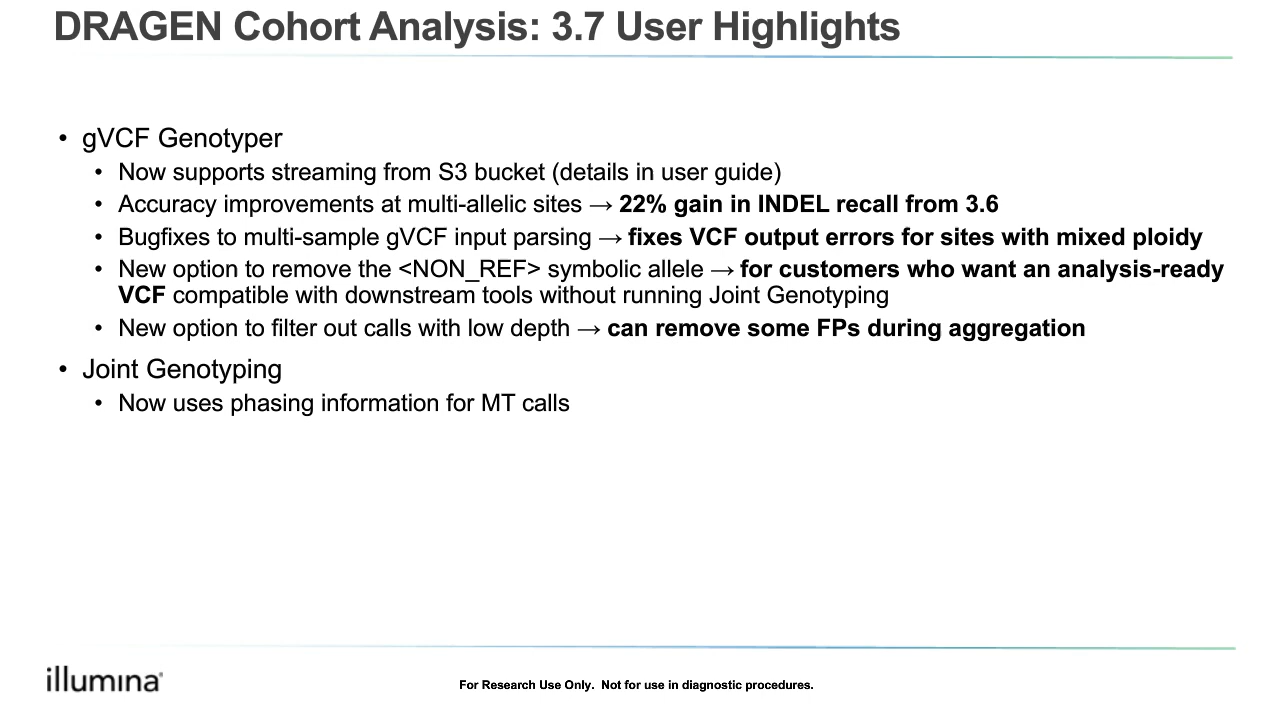 DRAGEN Cohort Analysis: 3.7 User Highlights
• gVCF Genotyper
• Now supports streaming from S3 bucket (details in user guide)
• Accuracy improvements at multi-allelic sites → 22% gain in INDEL recall from 3.6
• Bugfixes to multi-sample gVCF input parsing → fixes VCF output errors for sites with mixed ploidy
• New option to remove the <NON_REF> symbolic allele → for customers who want an analysis-ready
VCF compatible with downstream tools without running Joint Genotyping
• New option to filter out calls with low depth → can remove some FPs during aggregation
• Joint Genotyping
• Now uses phasing information for MT calls
illumina®
For Research Use Only. Not for use in diagnostic procedures.